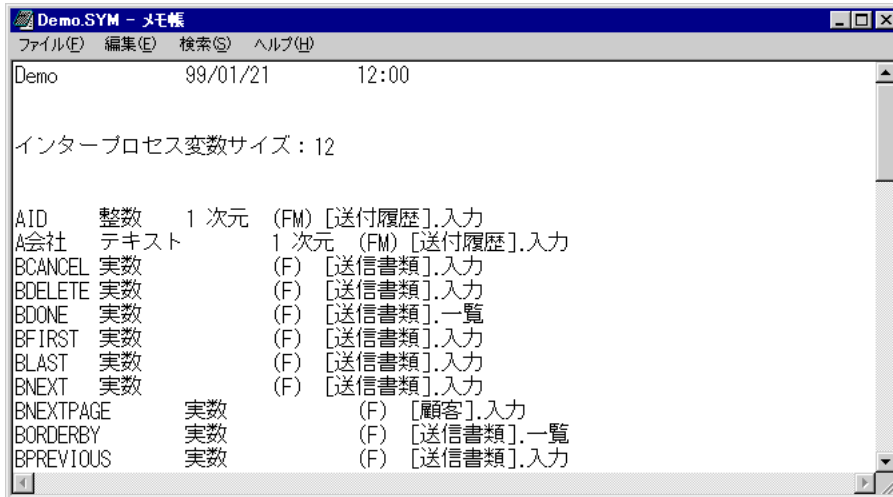 Demo.SYM - メモ帳
ファイル(F) 編集(E) 検索(S) ヘルプ(H)
Demo 99/01/21 12:00
インタープロセス変数サイズ：12
AID 整数 1 次元 (FM) [送付履歴].入力
A会社 テキスト 1 次元 (FM) [送付履歴].入力
BCANCEL 実数 (F) [送信書類].入力
BDELETE 実数 (F) [送信書類].入力
BDONE 実数 (F) [送信書類].一覧
BFIRST 実数 (F) [送信書類].入力
BLAST 実数 (F) [送信書類].入力
BNEXT 実数 (F) [送信書類].入力
BNEXTPAGE 実数 (F) [顧客].入力
BORDERBY 実数 (F) [送信書類].一覧
BPREVIOUS 実数 (F) [送信書類].入力